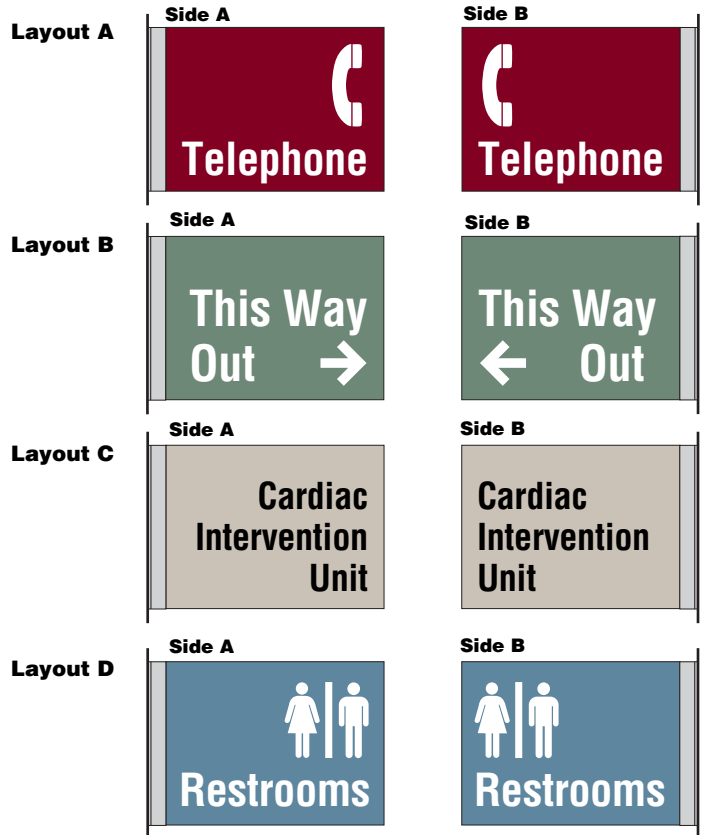 Layout A
Side A
Side B
Telephone
Telephone
Layout B
Side A
Side B
This Way
Out
This Way
Out
Layout C
Side A
Side B
Cardiac
Intervention
Unit
Cardiac
Intervention
Unit
Layout D
Side A
Side B
Restrooms
Restrooms